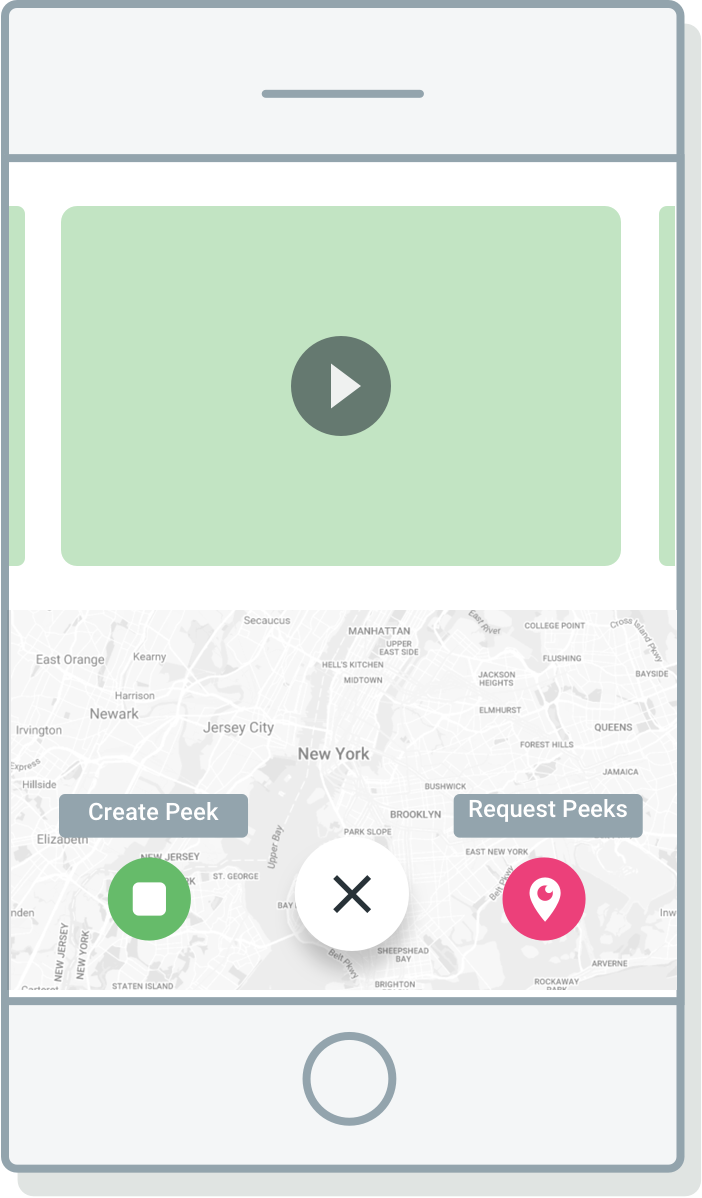 Secaucus
MANHATTAN
East River
COLLEGE POINT
Cross Island Pkwy
UPPER
EAST SIDE
East Orange
Kearny
HELL'S KITCHEN
FLUSHING
MIDTOWN
JACKSON
HEIGHTS
BAYSIDE
Harrison
Newark
ELMHURST
Irvington
Jersey City
QUEENS
New York
FOREST HILLS
Express
JAMAICA
Hillside
BUSHWICK
Create Peek
Request Peeks
BROOKLYN
Elizabeth
PARK SLOPE
Upper Bay
NEW JERSEY
EAST NEW YORK
ST. GEORGE
Belt Pkwy
BAY
NEW JERSEY
NEW YORK
SHEEPSHEAD
BAY
Belt Pkwy
ARVERNE
STATEN ISLAND
BRIGHTON
ROCKAWAY
PARK